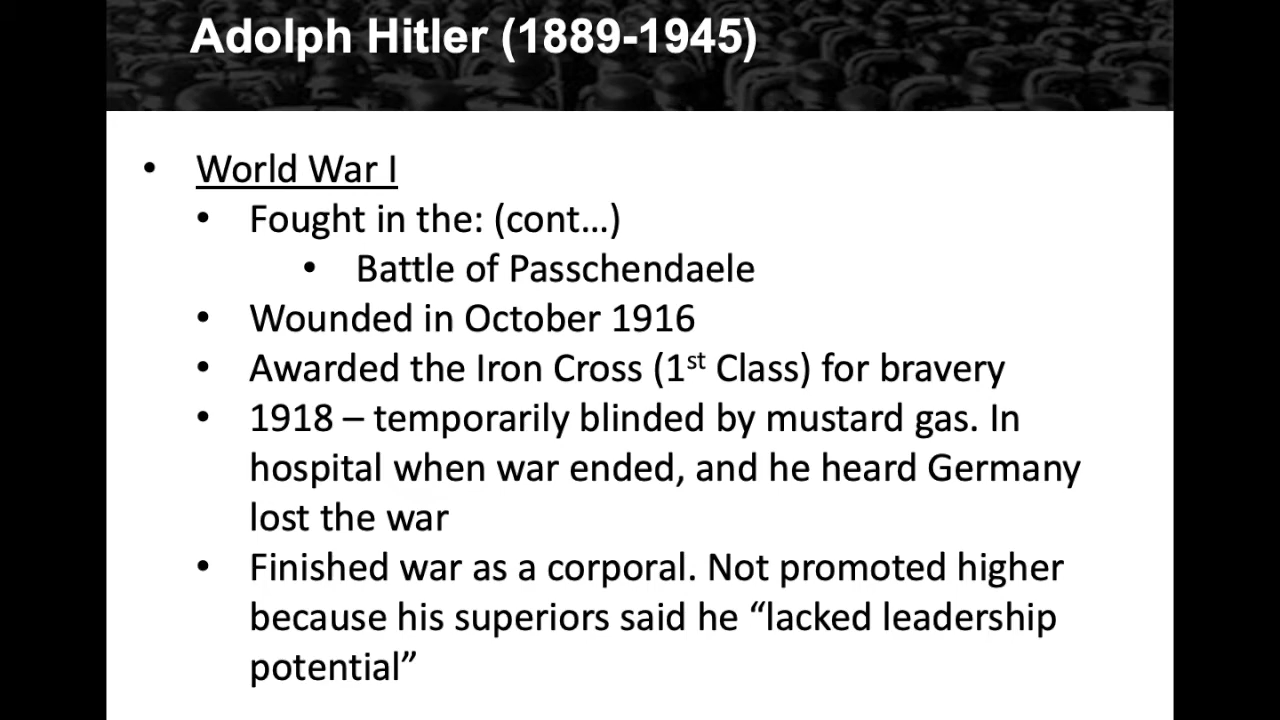 Adolph Hitler (1889-1945)
• World War I
• Fought in the: (cont…)
• Battle of Passchendaele
• Wounded in October 1916
• Awarded the Iron Cross (1st Class) for bravery
• 1918 – temporarily blinded by mustard gas. In
hospital when war ended, and he heard Germany
lost the war
• Finished war as a corporal. Not promoted higher
because his superiors said he “lacked leadership
potential”